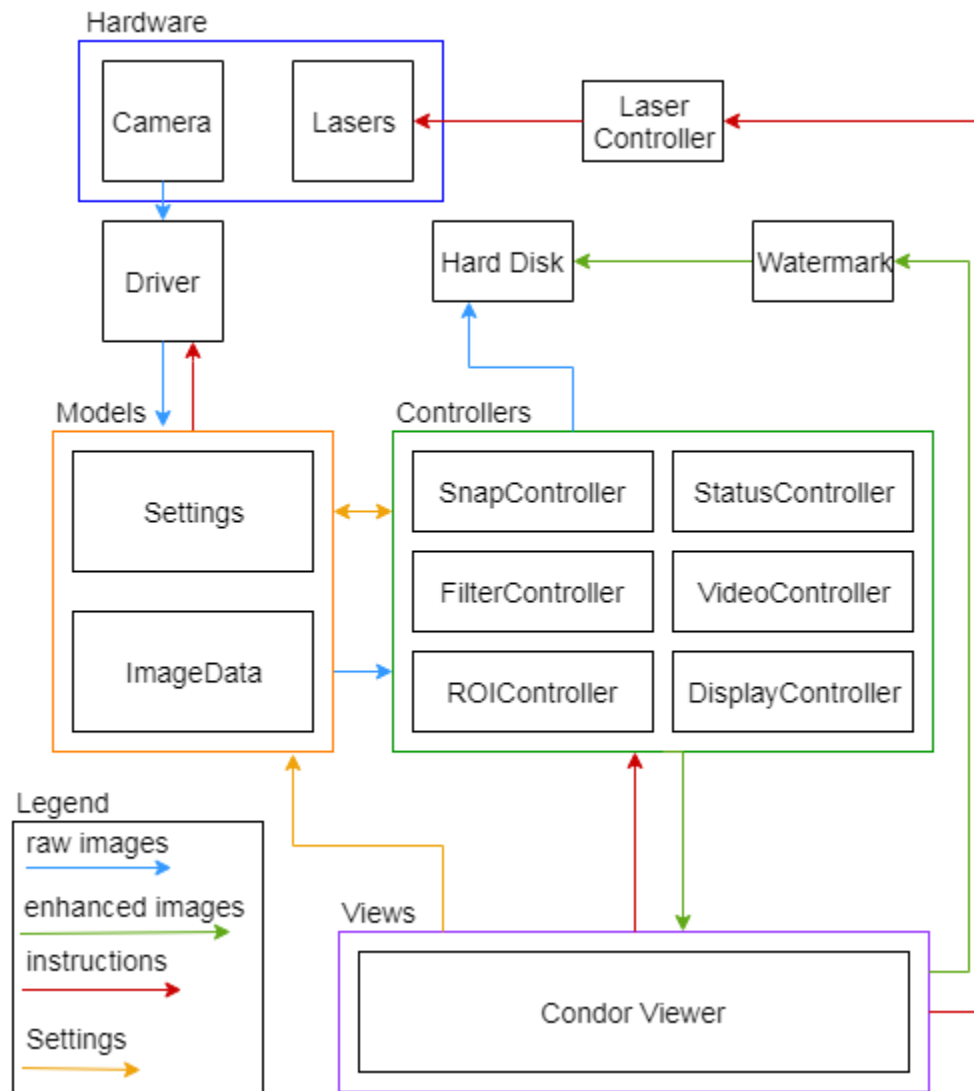 Hardware
Camera
Lasers
Laser
Controller
Driver
Hard Disk
Watermark
Models
Controllers
Settings
SnapController
StatusController
FilterController
VideoController
ImageData
ROIController
DisplayController
Legend
raw images
enhanced images
instructions
Settings
Views
Condor Viewer